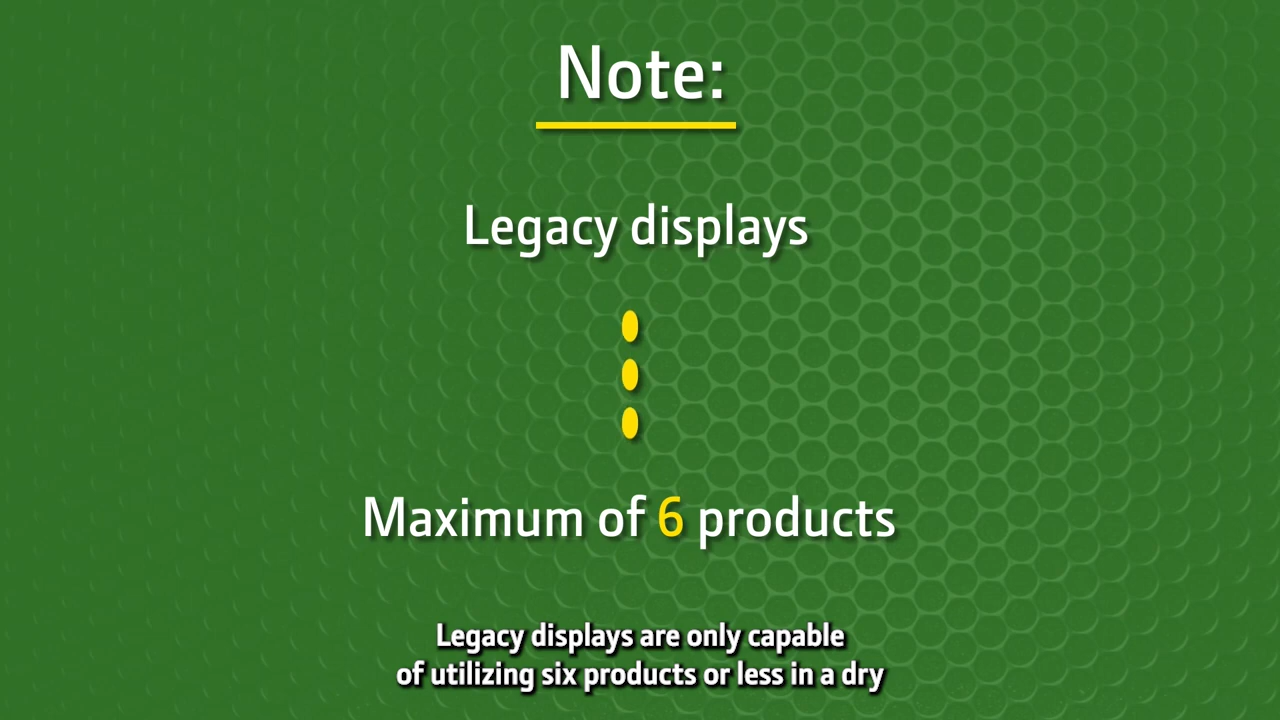 Note:
Legacy displays
Maximum of 6 products
Legacy displays are only capable
of utilizing six products or less in a dry